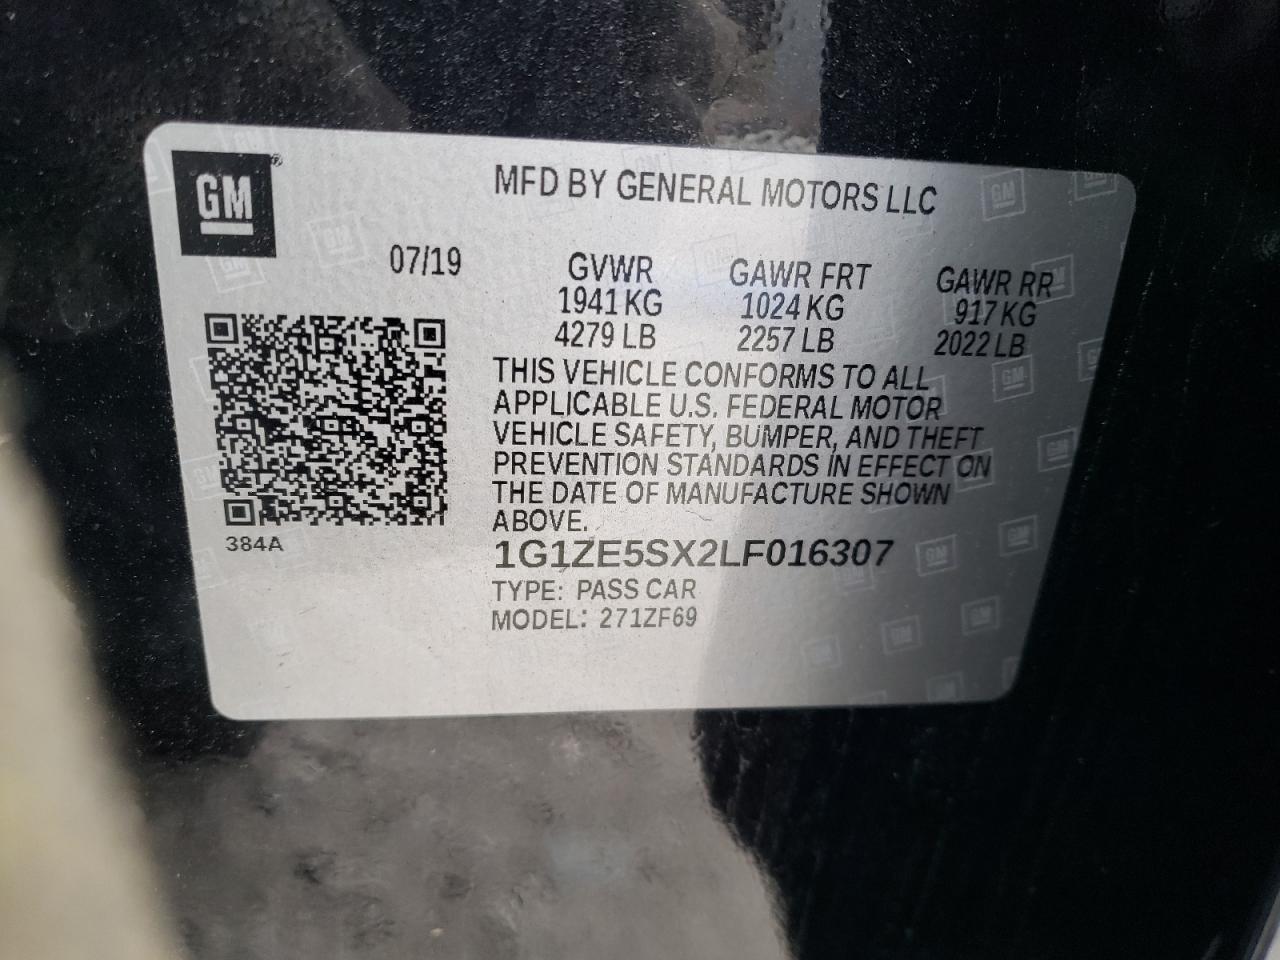 GM®
MFD BY GENERAL MOTORS LLC
07/19
GVWR GAWR FRT GAWR RR
1941 KG 1024 KG 917 KG
4279 LB 2257 LB 2022 LB
THIS VEHICLE CONFORMS TO ALL
APPLICABLE U.S. FEDERAL MOTOR
VEHICLE SAFETY, BUMPER, AND THEFT
PREVENTION STANDARDS IN EFFECT ON
THE DATE OF MANUFACTURE SHOWN
ABOVE.
384A
1G1ZE5SX2LF016307
TYPE: PASS CAR
MODEL: 271ZF69